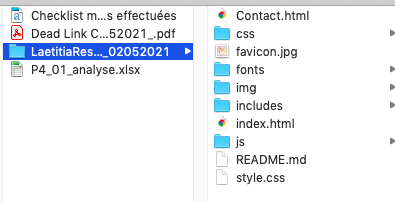 Checklist m...s effectuées
Dead Link C...52021_.pdf
LaetitiaRes..._02052021
P4_01_analyse.xlsx
Contact.html
css
favicon.jpg
fonts
img
includes
index.html
js
README.md
style.css